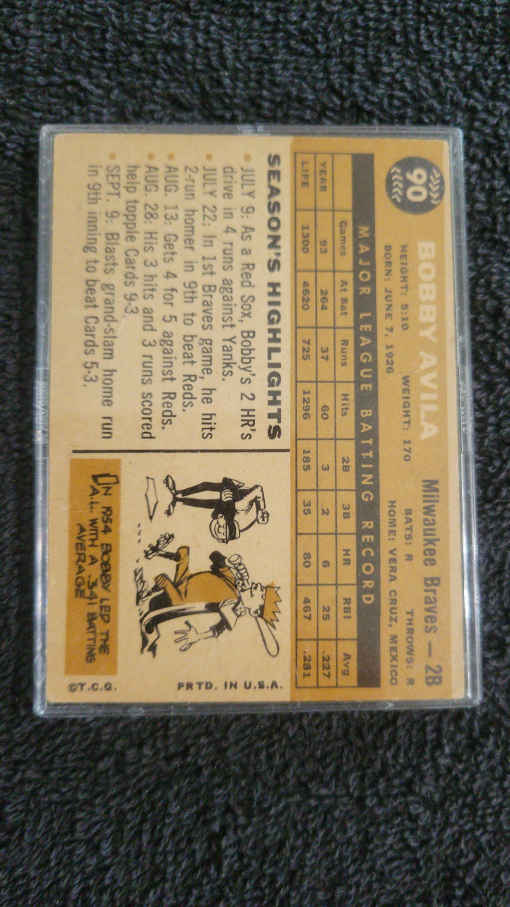 90
BOBBY AVILA
Milwaukee Braves — 2B
HEIGHT: 5:10 WEIGHT: 170 BATS: R THROWS: R
BORN: JUNE 7, 1926 HOME: VERA CRUZ, MEXICO
MAJOR LEAGUE BATTING RECORD
Games At Bat Runs Hits 2B 3B HR RBI Avg
YEAR 93 264 37 60 3 2 6 25 .227
LIFE 1300 4620 725 1296 185 35 80 467 .281
SEASON'S HIGHLIGHTS
• JULY 9: As a Red Sox, Bobby's 2 HR's
drive in 4 runs against Yanks.
• JULY 22: In 1st Braves game, he hits
2-run homer in 9th to beat Reds.
• AUG. 13: Gets 4 for 5 against Reds.
• AUG. 28: His 3 hits and 3 runs scored
help topple Cards 9-3.
• SEPT. 9: Blasts grand-slam home run
in 9th inning to beat Cards 5-3.
IN 1954 BOBBY LED THE
A.L. WITH A .341 BATTING
AVERAGE
©T.C.G. PRTD. IN U.S.A.